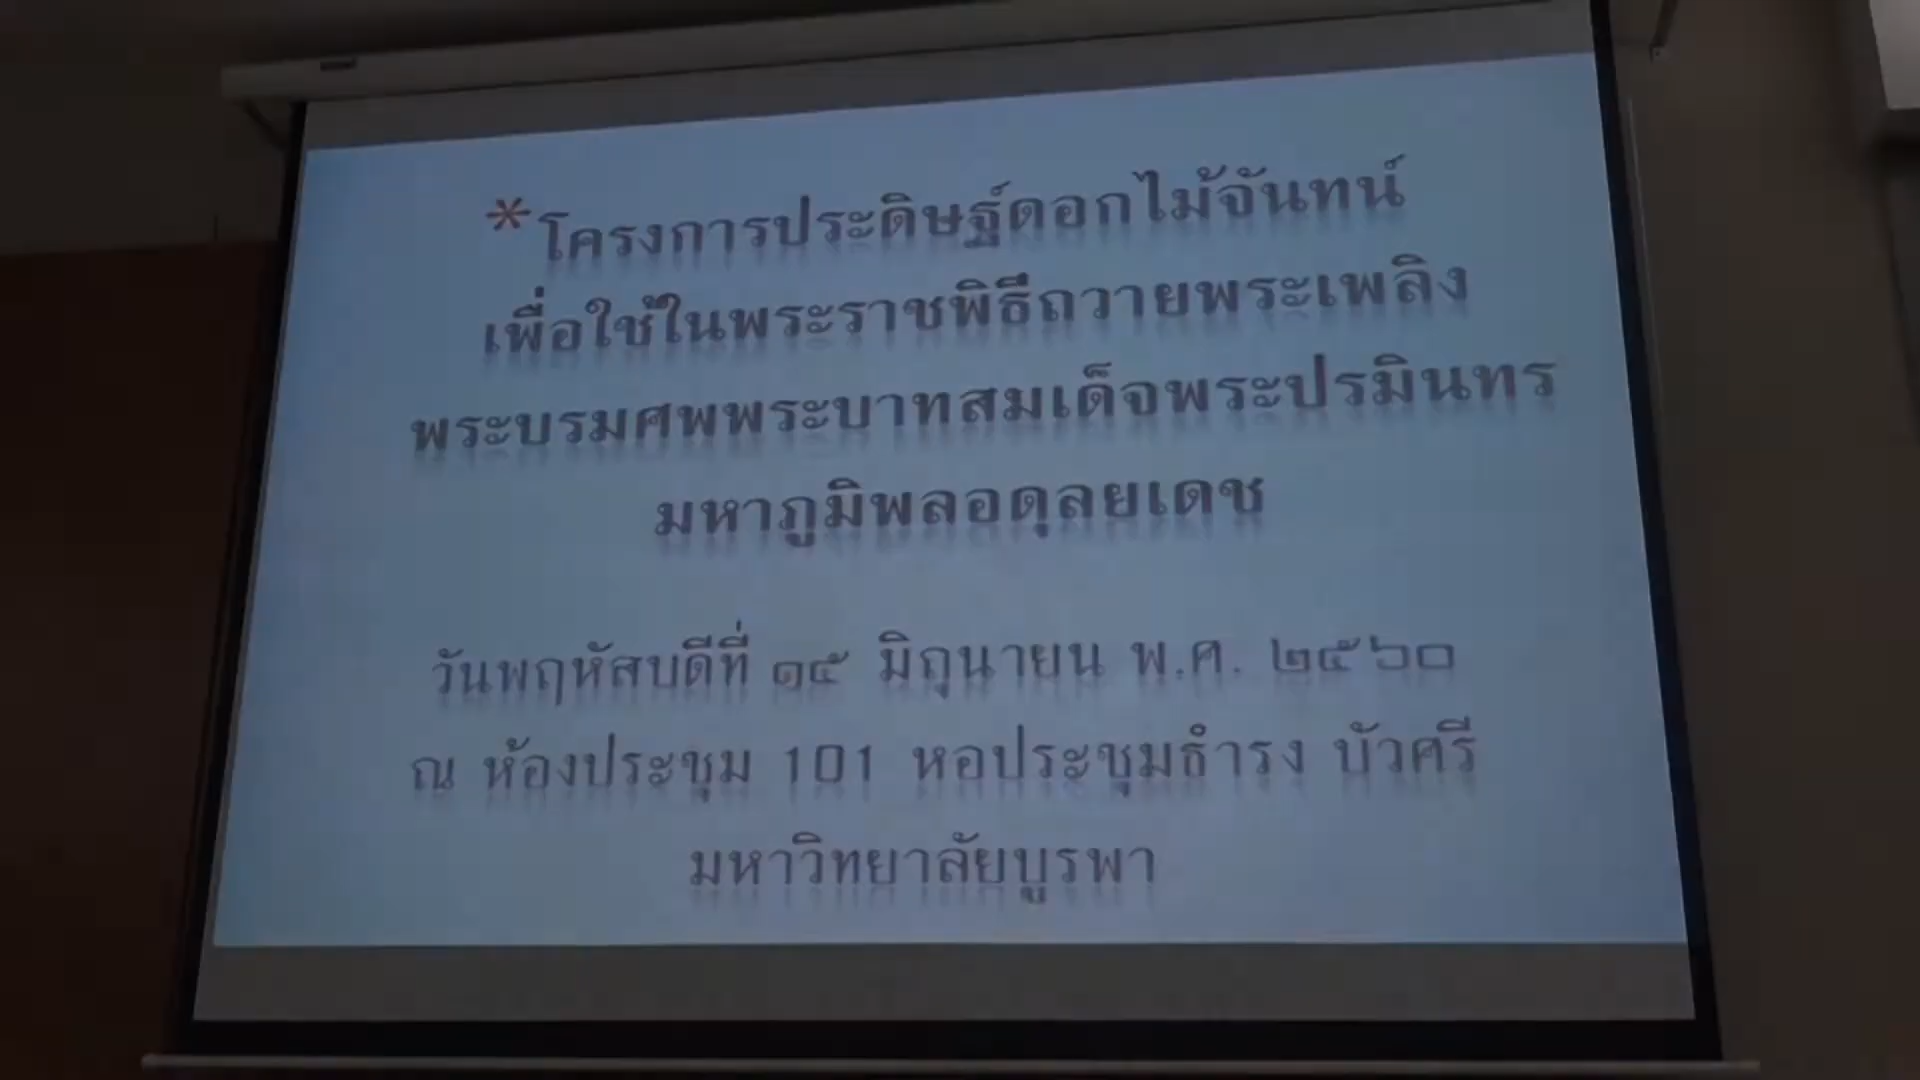 *โครงการประดิษฐ์ดอกไม้จันทน์
เพื่อใช้ในพระราชพิธีถวายพระเพลิง
พระบรมศพพระบาทสมเด็จพระปรมินทร
มหาภูมิพลอดุลยเดช
วันพฤหัสบดีที่ ๑๕ มิถุนายน พ.ศ. ๒๕๖๐
ณ ห้องประชุม 101 หอประชุมธำรง บัวศรี
มหาวิทยาลัยบูรพา